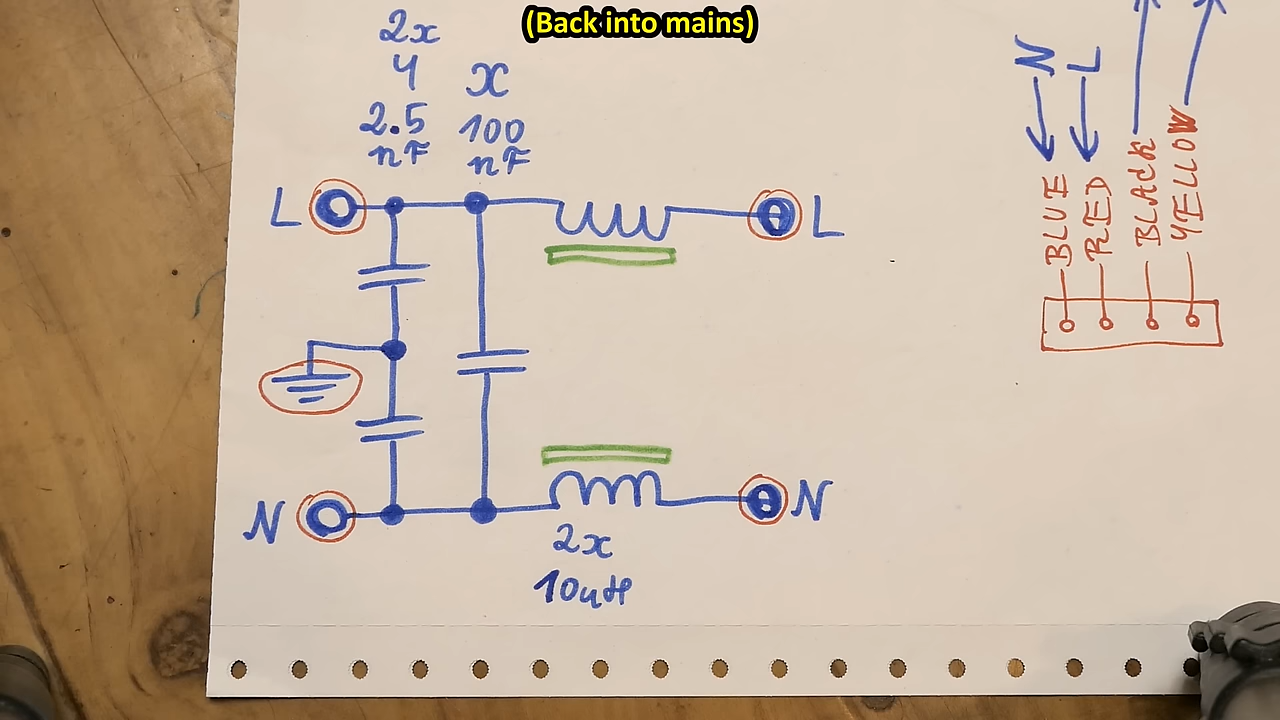 (Back into mains)
2x
4
2.5
nF
x
100
nF
L
L
N
N
2x
10uH
N
L
BLUE
RED
BLACK
YELLOW